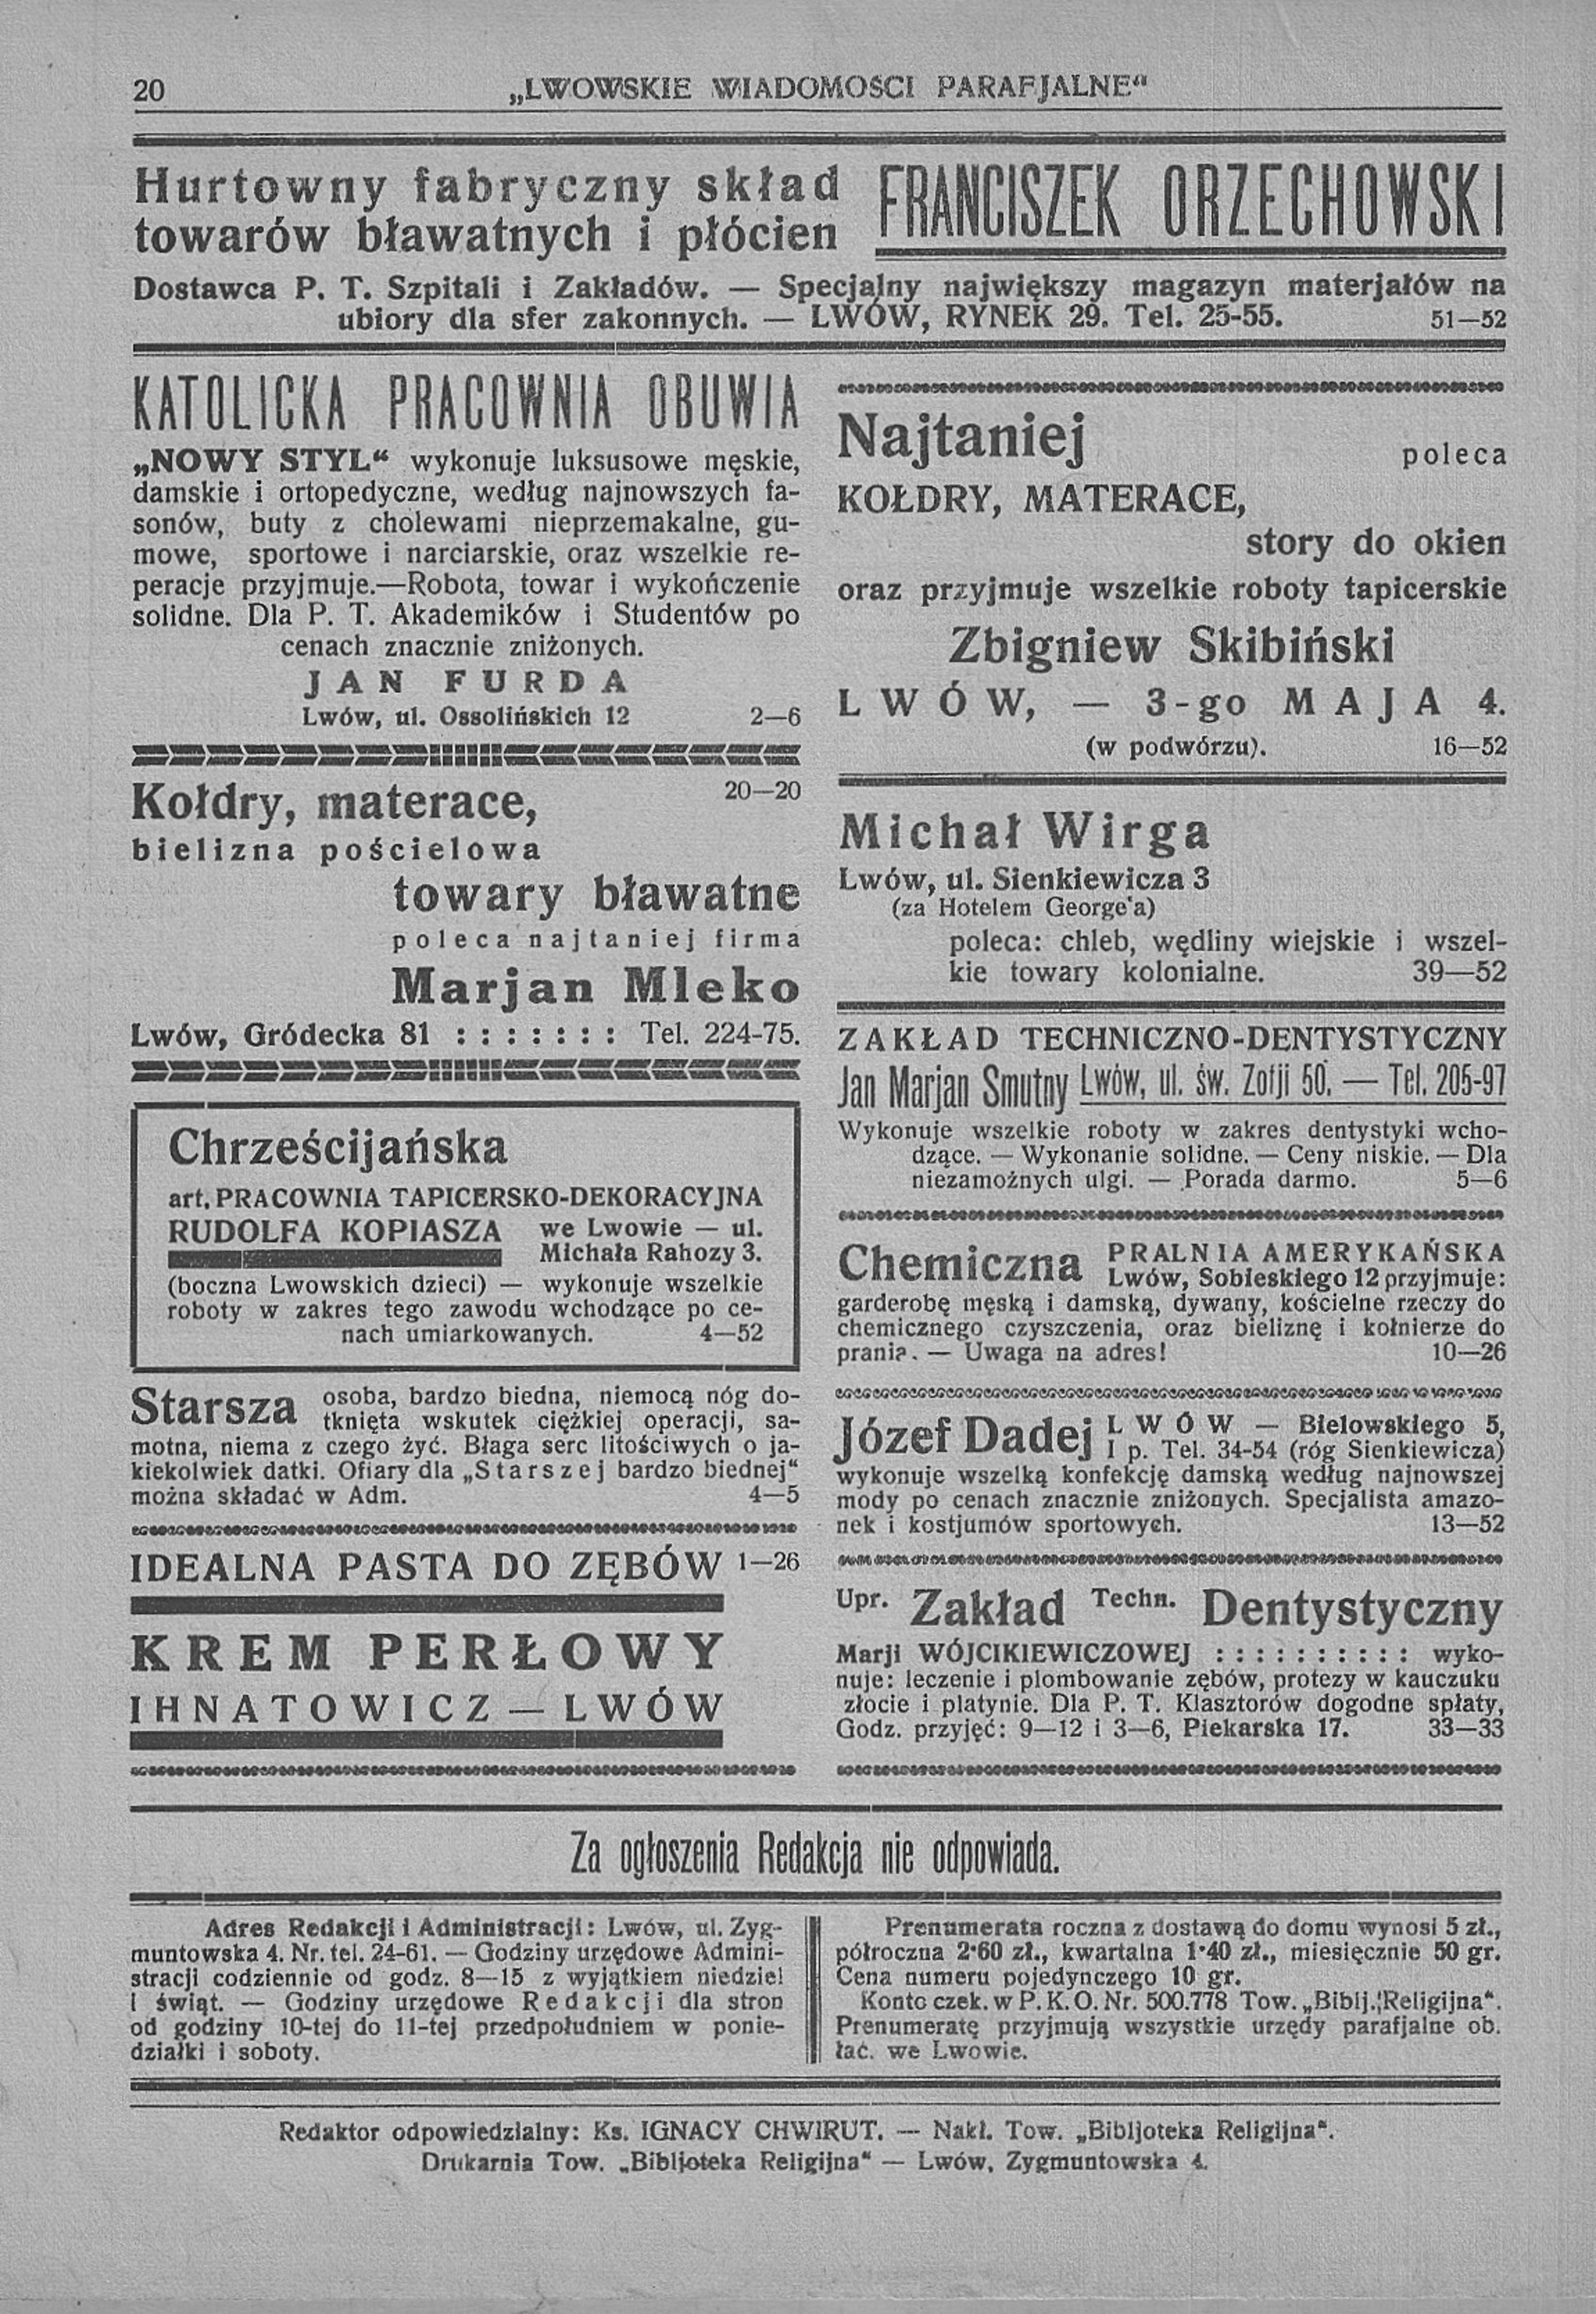 20
„LWOWSKIE WIADOMOŚCI PARAFJALNE“
Hurtowny fabryczny skład
towarów bławatnych i płócien
FRANCISZEK ORZECHOWSKI
Dostawca P. T. Szpitali i Zakładów. — Specjalny największy magazyn materjałów na
ubiory dla sfer zakonnych. — LWÓW, RYNEK 29. Tel. 25-55. 51—52
KATOLICKA PRACOWNIA OBUWIA
„NOWY STYL“ wykonuje luksusowe męskie,
damskie i ortopedyczne, według najnowszych fa-
sonów, buty z cholewami nieprzemakalne, gu-
mowe, sportowe i narciarskie, oraz wszelkie re-
peracje przyjmuje.—Robota, towar i wykończenie
solidne. Dla P. T. Akademików i Studentów po
cenach znacznie zniżonych.
JAN FURDA
Lwów, ul. Ossolińskich 12 2—6
Kołdry, materace, 20—20
bielizna pościelowa
towary bławatne
poleca najtaniej firma
Marjan Mleko
Lwów, Gródecka 81 : : : : : : : Tel. 224-75.
Chrześcijańska
art. PRACOWNIA TAPICERSKO-DEKORACYJNA
RUDOLFA KOPIASZA we Lwowie — ul.
Michała Rahozy 3.
(boczna Lwowskich dzieci) — wykonuje wszelkie
roboty w zakres tego zawodu wchodzące po ce-
nach umiarkowanych. 4—52
Starsza osoba, bardzo biedna, niemocą nóg do-
tknięta wskutek ciężkiej operacji, sa-
motna, niema z czego żyć. Błaga serc litościwych o ja-
kiekolwiek datki. Ofiary dla „Starszej bardzo biednej“
można składać w Adm. 4—5
IDEALNA PASTA DO ZĘBÓW 1—26
KREM PERŁOWY
IHNATOWICZ — LWÓW
Najtaniej poleca
KOŁDRY, MATERACE,
story do okien
oraz przyjmuje wszelkie roboty tapicerskie
Zbigniew Skibiński
LWÓW, — 3-go MAJA 4.
(w podwórzu). 16—52
Michał Wirga
Lwów, ul. Sienkiewicza 3
(za Hotelem George'a)
poleca: chleb, wędliny wiejskie i wszel-
kie towary kolonialne. 39—52
ZAKŁAD TECHNICZNO-DENTYSTYCZNY
Jan Marjan Smutny Lwów, ul. św. Zofji 50. — Tel. 205-97
Wykonuje wszelkie roboty w zakres dentystyki wcho-
dzące. — Wykonanie solidne. — Ceny niskie. — Dla
niezamożnych ulgi. — Porada darmo. 5—6
Chemiczna PRALNIA AMERYKAŃSKA
Lwów, Sobieskiego 12 przyjmuje:
garderobę męską i damską, dywany, kościelne rzeczy do
chemicznego czyszczenia, oraz bieliznę i kołnierze do
prania. — Uwaga na adres! 10—26
Józef Dadej LWÓW — Bielowskiego 5,
I p. Tel. 34-54 (róg Sienkiewicza)
wykonuje wszelką konfekcję damską według najnowszej
mody po cenach znacznie zniżonych. Specjalista amazo-
nek i kostjumów sportowych. 13—52
Upr. Zakład Techn. Dentystyczny
Marji WÓJCIKIEWICZOWEJ : : : : : : : : : : wyko-
nuje: leczenie i plombowanie zębów, protezy w kauczuku
złocie i platynie. Dla P. T. Klasztorów dogodne spłaty,
Godz. przyjęć: 9—12 i 3—6, Piekarska 17. 33—33
Za ogłoszenia Redakcja nie odpowiada.
Adres Redakcji i Administracji: Lwów, ul. Zyg-
muntowska 4. Nr. tel. 24-61. — Godziny urzędowe Admini-
stracji codziennie od godz. 8—15 z wyjątkiem niedziel
i świąt. — Godziny urzędowe Redakcji dla stron
od godziny 10-tej do 11-tej przedpołudniem w ponie-
działki i soboty.
Prenumerata roczna z dostawą do domu wynosi 5 zł.,
półroczna 2·60 zł., kwartalna 1·40 zł., miesięcznie 50 gr.
Cena numeru pojedynczego 10 gr.
Konto czek. w P. K. O. Nr. 500.778 Tow. „Biblj. Religijna“.
Prenumeratę przyjmują wszystkie urzędy parafjalne ob.
łać. we Lwowie.
Redaktor odpowiedzialny: Ks. IGNACY CHWIRUT. — Nakł. Tow. „Bibljoteka Religijna“.
Drukarnia Tow. „Bibljoteka Religijna“ — Lwów, Zygmuntowska 4.